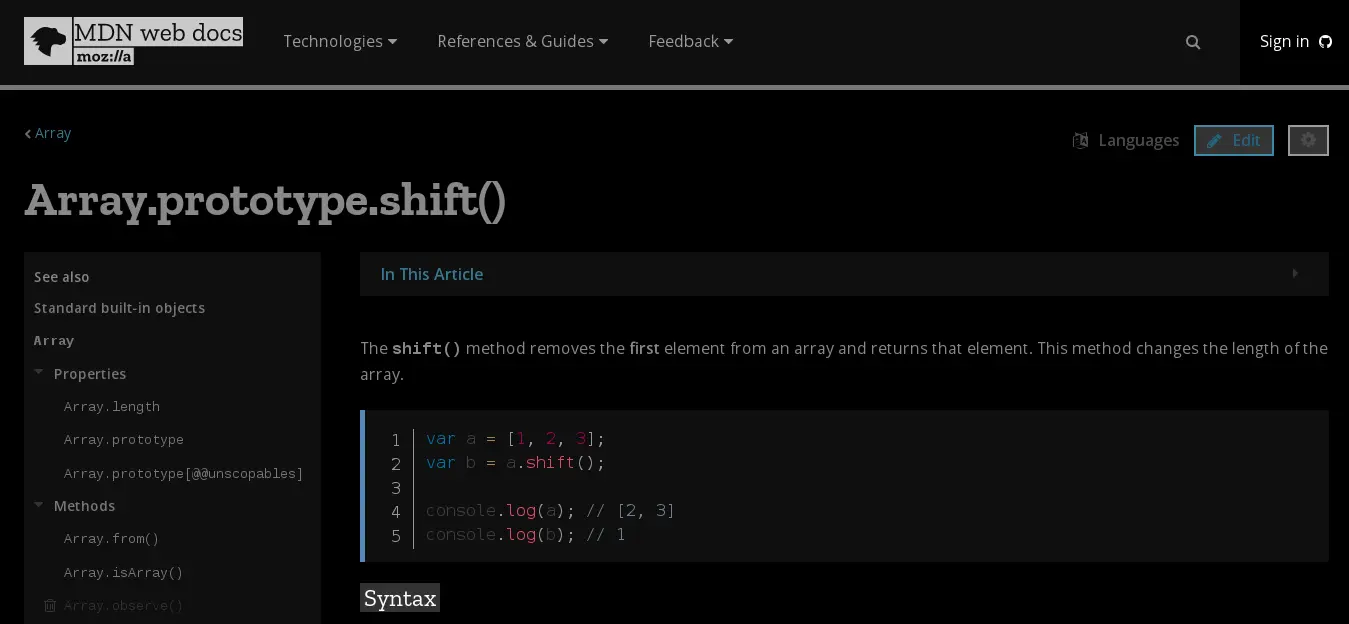 MDN web docs
moz://a
Technologies
References & Guides
Feedback
Sign in
Array
Languages
Edit
Array.prototype.shift()
See also
Standard built-in objects
Array
Properties
Array.length
Array.prototype
Array.prototype[@@unscopables]
Methods
Array.from()
Array.isArray()
Array.observe()
In This Article
The shift() method removes the first element from an array and returns that element. This method changes the length of the
array.
1 var a = [1, 2, 3];
2 var b = a.shift();
3
4 console.log(a); // [2, 3]
5 console.log(b); // 1
Syntax